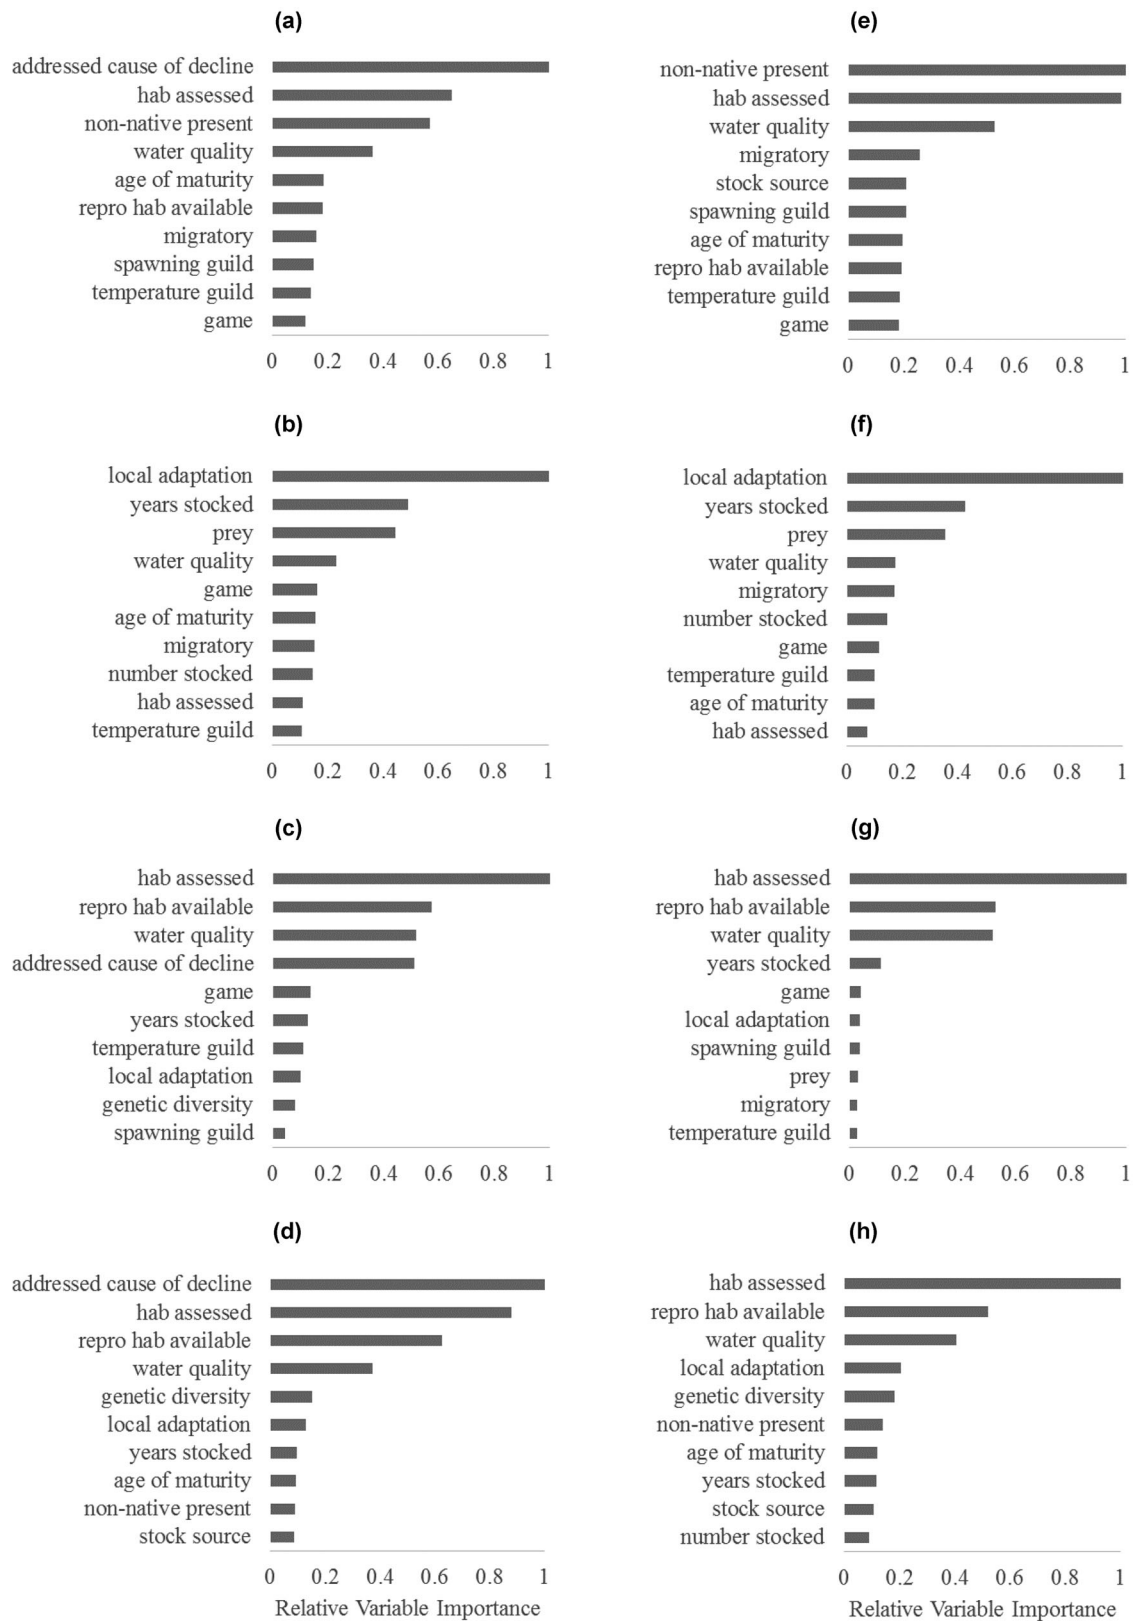 (a)
addressed cause of decline
hab assessed
non-native present
water quality
age of maturity
repro hab available
migratory
spawning guild
temperature guild
game
0 0.2 0.4 0.6 0.8 1
(e)
non-native present
hab assessed
water quality
migratory
stock source
spawning guild
age of maturity
repro hab available
temperature guild
game
0 0.2 0.4 0.6 0.8 1
(b)
local adaptation
years stocked
prey
water quality
game
age of maturity
migratory
number stocked
hab assessed
temperature guild
0 0.2 0.4 0.6 0.8 1
(f)
local adaptation
years stocked
prey
water quality
migratory
number stocked
game
temperature guild
age of maturity
hab assessed
0 0.2 0.4 0.6 0.8 1
(c)
hab assessed
repro hab available
water quality
addressed cause of decline
game
years stocked
temperature guild
local adaptation
genetic diversity
spawning guild
0 0.2 0.4 0.6 0.8 1
(g)
hab assessed
repro hab available
water quality
years stocked
game
local adaptation
spawning guild
prey
migratory
temperature guild
0 0.2 0.4 0.6 0.8 1
(d)
addressed cause of decline
hab assessed
repro hab available
water quality
genetic diversity
local adaptation
years stocked
age of maturity
non-native present
stock source
0 0.2 0.4 0.6 0.8 1
Relative Variable Importance
(h)
hab assessed
repro hab available
water quality
local adaptation
genetic diversity
non-native present
age of maturity
years stocked
stock source
number stocked
0 0.2 0.4 0.6 0.8 1
Relative Variable Importance